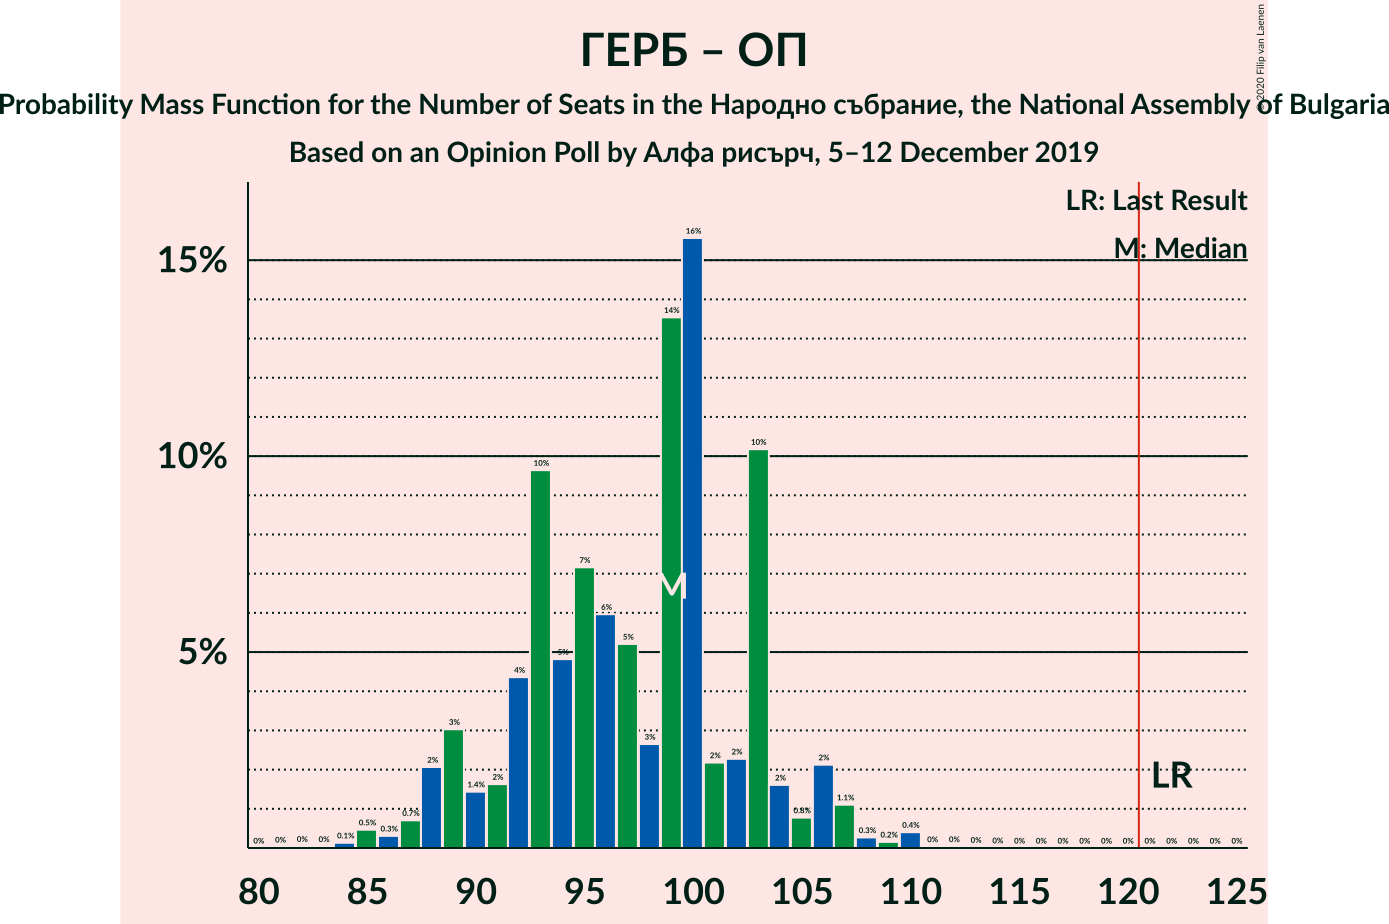 ГЕРБ – ОП
© 2020 Filip van Laenen
Probability Mass Function for the Number of Seats in the Народно събрание, the National Assembly of Bulgaria
Based on an Opinion Poll by Алфа рисърч, 5–12 December 2019
LR: Last Result
M: Median
15%
10%
5%
0% 0% 0% 0% 0.1% 0.5% 0.3% 0.7% 2% 3% 1.4% 2% 4% 10% 5% 7% 6% 5% 3% 14% 16% 2% 2% 10% 2% 0.8% 2% 1.1% 0.3% 0.2% 0.4% 0% 0% 0% 0% 0% 0% 0% 0% 0% 0% 0% 0% 0% 0% 0%
M
LR
80 85 90 95 100 105 110 115 120 125